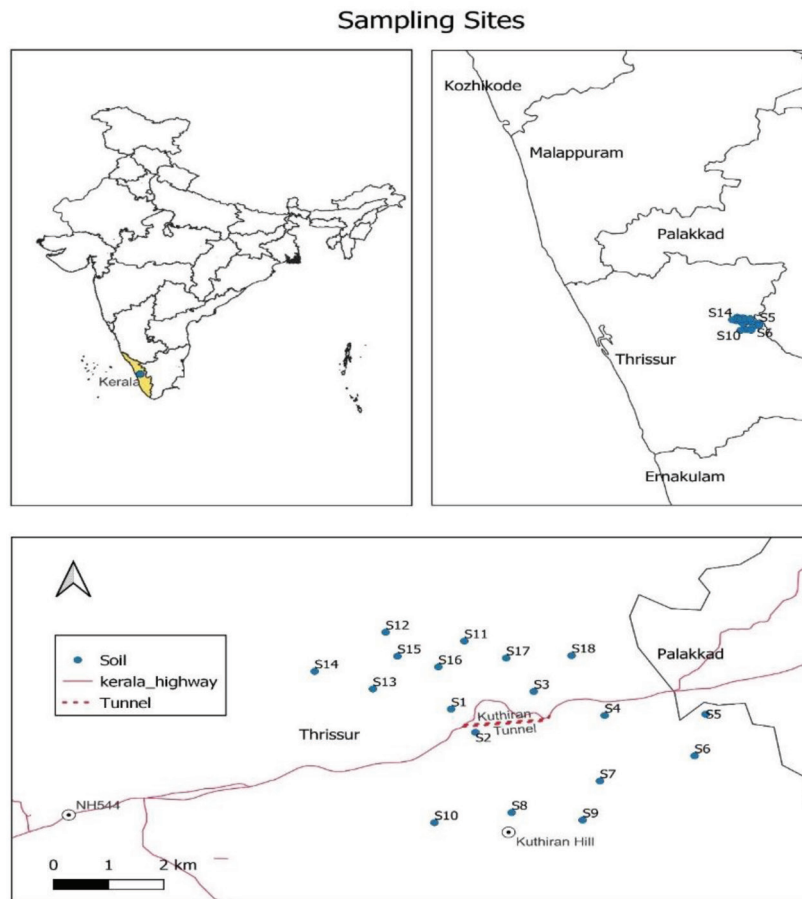 Sampling Sites
Kerala
Kozhikode
Malappuram
Palakkad
S14
S5
S10
S6
Thrissur
Ernakulam
Soil
kerala_highway
Tunnel
S12
S11
S15
S16
S17
S18
S14
S13
S3
S1
Palakkad
Kuthiran
Tunnel
S2
S4
S5
Thrissur
S6
S7
NH544
S10
S8
S9
Kuthiran Hill
0 1 2 km